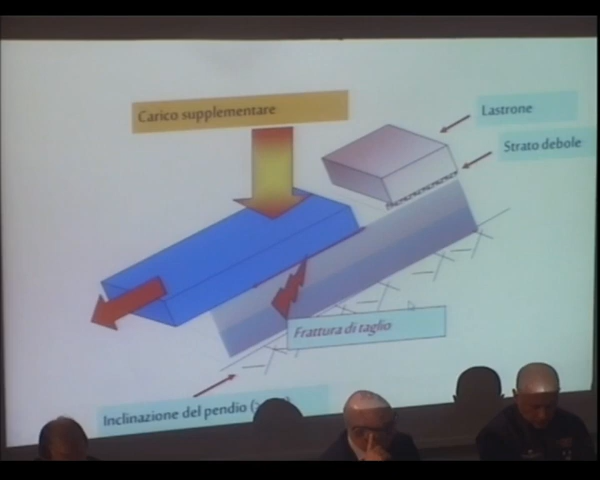 Carico supplementare
Lastrone
Strato debole
Frattura di taglio
Inclinazione del pendio